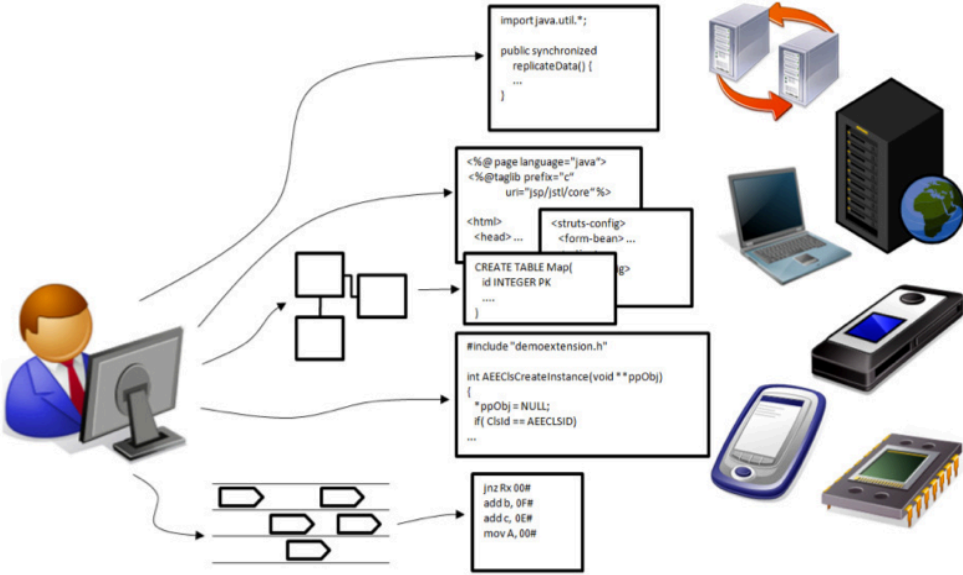 import java.util.*;
public synchronized
replicateData() {
...
}
<%@ page language="java">
<%@taglib prefix="c"
uri="jsp/jstl/core"%>
<html>
<head> ...
<struts-config>
<form-bean> ...
CREATE TABLE Map(
id INTEGER PK
....
)
#include "demoextension.h"
int AEEClsCreateInstance(void **ppObj)
{
*ppObj = NULL;
if( ClsId == AEECLSID)
...
jnz Rx 00#
add b, 0F#
add c, 0E#
mov A, 00#